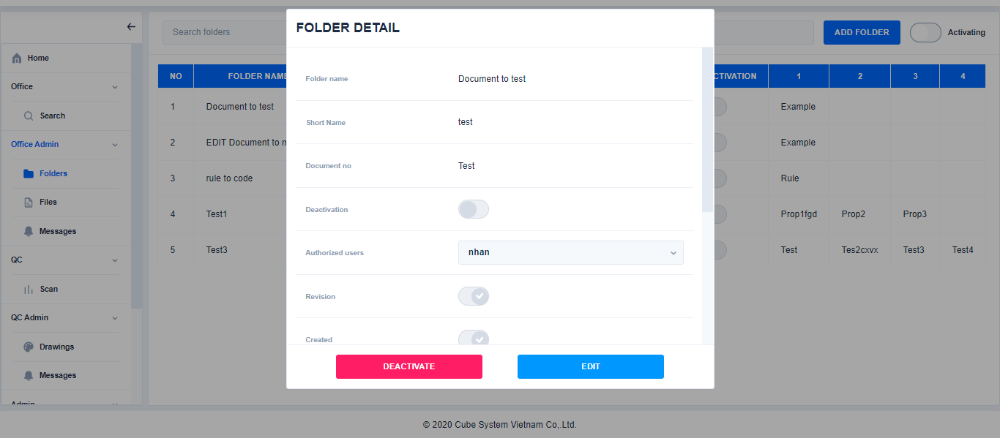 FOLDER DETAIL
Search folders
ADD FOLDER
Activating
Home
Office
Search
Office Admin
Folders
Files
Messages
QC
Scan
QC Admin
Drawings
Messages
Admin
NO FOLDER NAME CTIVATION 1 2 3 4
1 Document to test Example
2 EDIT Document to Example
3 rule to code Rule
4 Test1 Prop1fgd Prop2 Prop3
5 Test3 Test Tes2cxvx Test3 Test4
Folder name Document to test
Short Name test
Document no Test
Deactivation
Authorized users nhan
Revision
Created
DEACTIVATE EDIT
© 2020 Cube System Vietnam Co,.Ltd.